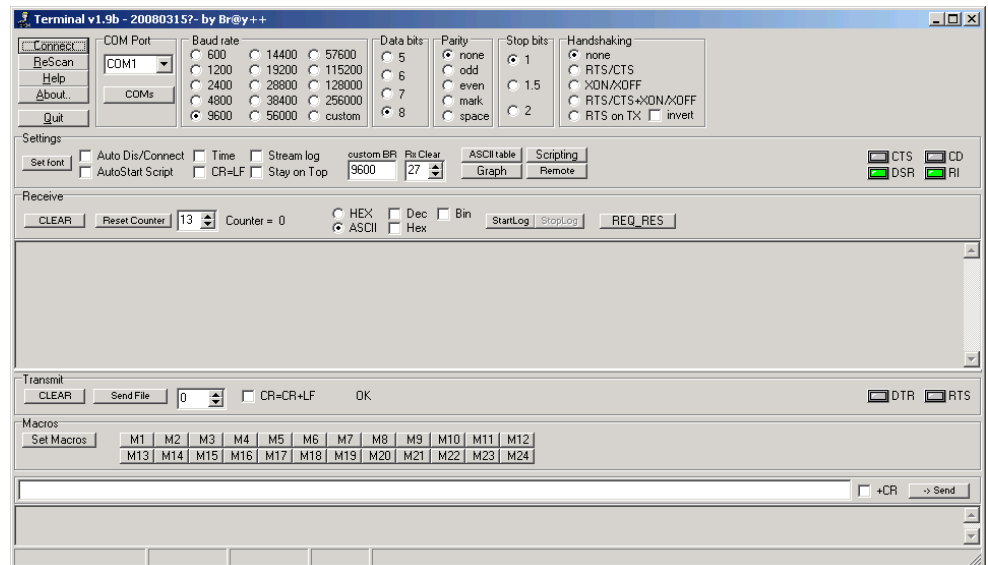 Terminal v1.9b - 20080315?- by Br@y++
Connect
ReScan
Help
About..
Quit
COM Port
COM1
COMs
Baud rate
600 14400 57600
1200 19200 115200
2400 28800 128000
4800 38400 256000
9600 56000 custom
Data bits
5
6
7
8
Parity
none
odd
even
mark
space
Stop bits
1
1.5
2
Handshaking
none
RTS/CTS
XON/XOFF
RTS/CTS+XON/XOFF
RTS on TX invert
Settings
Set font
Auto Dis/Connect Time Stream log
AutoStart Script CR=LF Stay on Top
custom BR Rx Clear
9600 27
ASCII table Scripting
Graph Remote
CTS CD
DSR RI
Receive
CLEAR Reset Counter 13 Counter = 0
HEX Dec Bin
ASCII Hex
StartLog StopLog REQ_RES
Transmit
CLEAR Send File 0 CR=CR+LF OK
DTR RTS
Macros
Set Macros
M1 M2 M3 M4 M5 M6 M7 M8 M9 M10 M11 M12
M13 M14 M15 M16 M17 M18 M19 M20 M21 M22 M23 M24
+CR -> Send